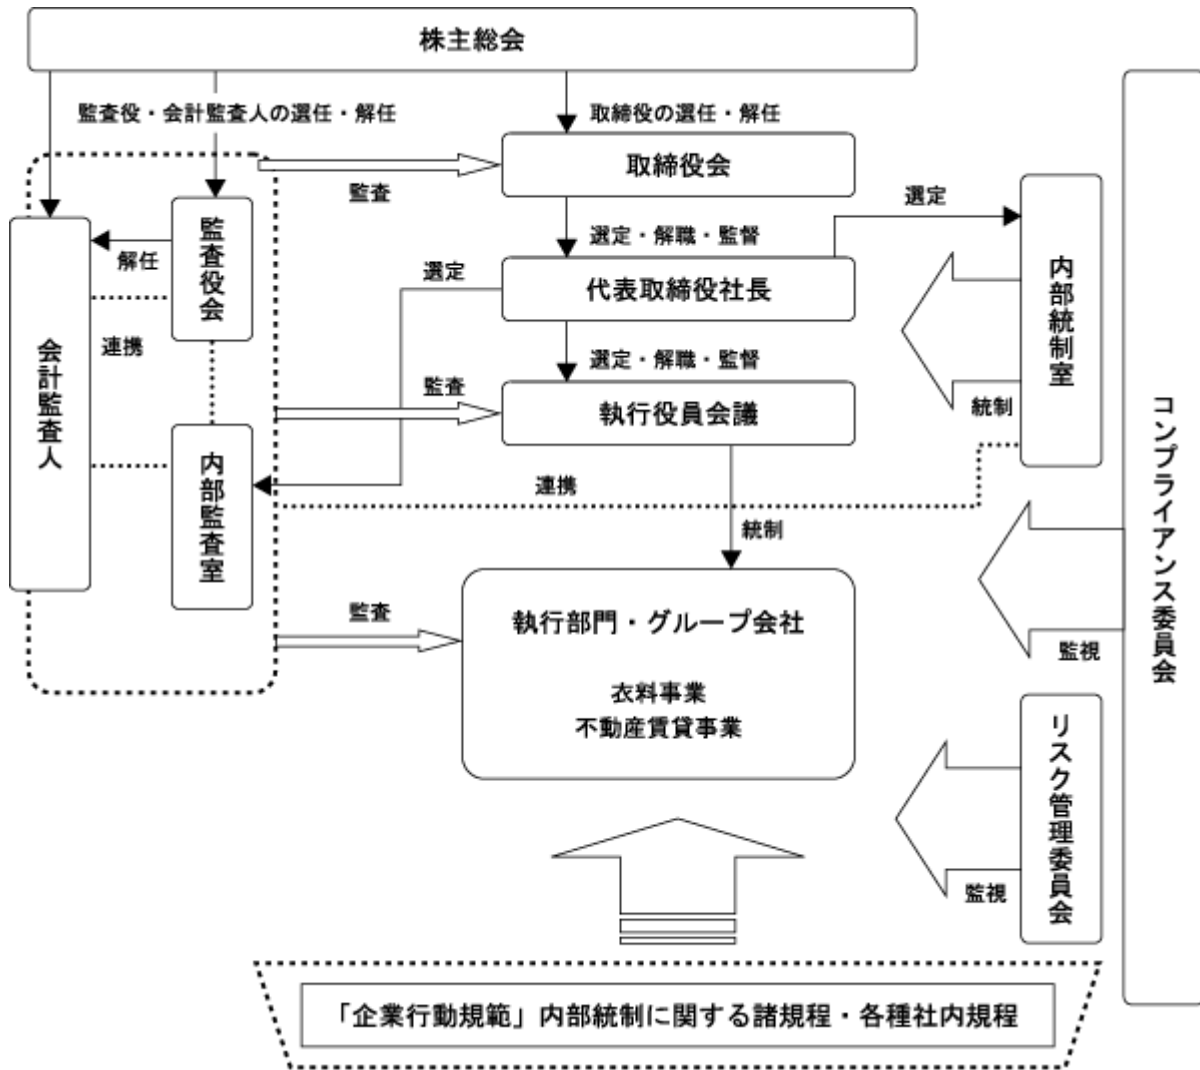 株主総会
監査役・会計監査人の選任・解任
取締役の選任・解任
取締役会
監査
選定
選定・解職・監督
監査役会
解任
代表取締役社長
選定
内部統制室
連携
会計監査人
選定・解職・監督
監査
執行役員会議
統制
コンプライアンス委員会
内部監査室
連携
統制
監査
執行部門・グループ会社
監視
衣料事業
不動産賃貸事業
リスク管理委員会
監視
「企業行動規範」内部統制に関する諸規程・各種社内規程